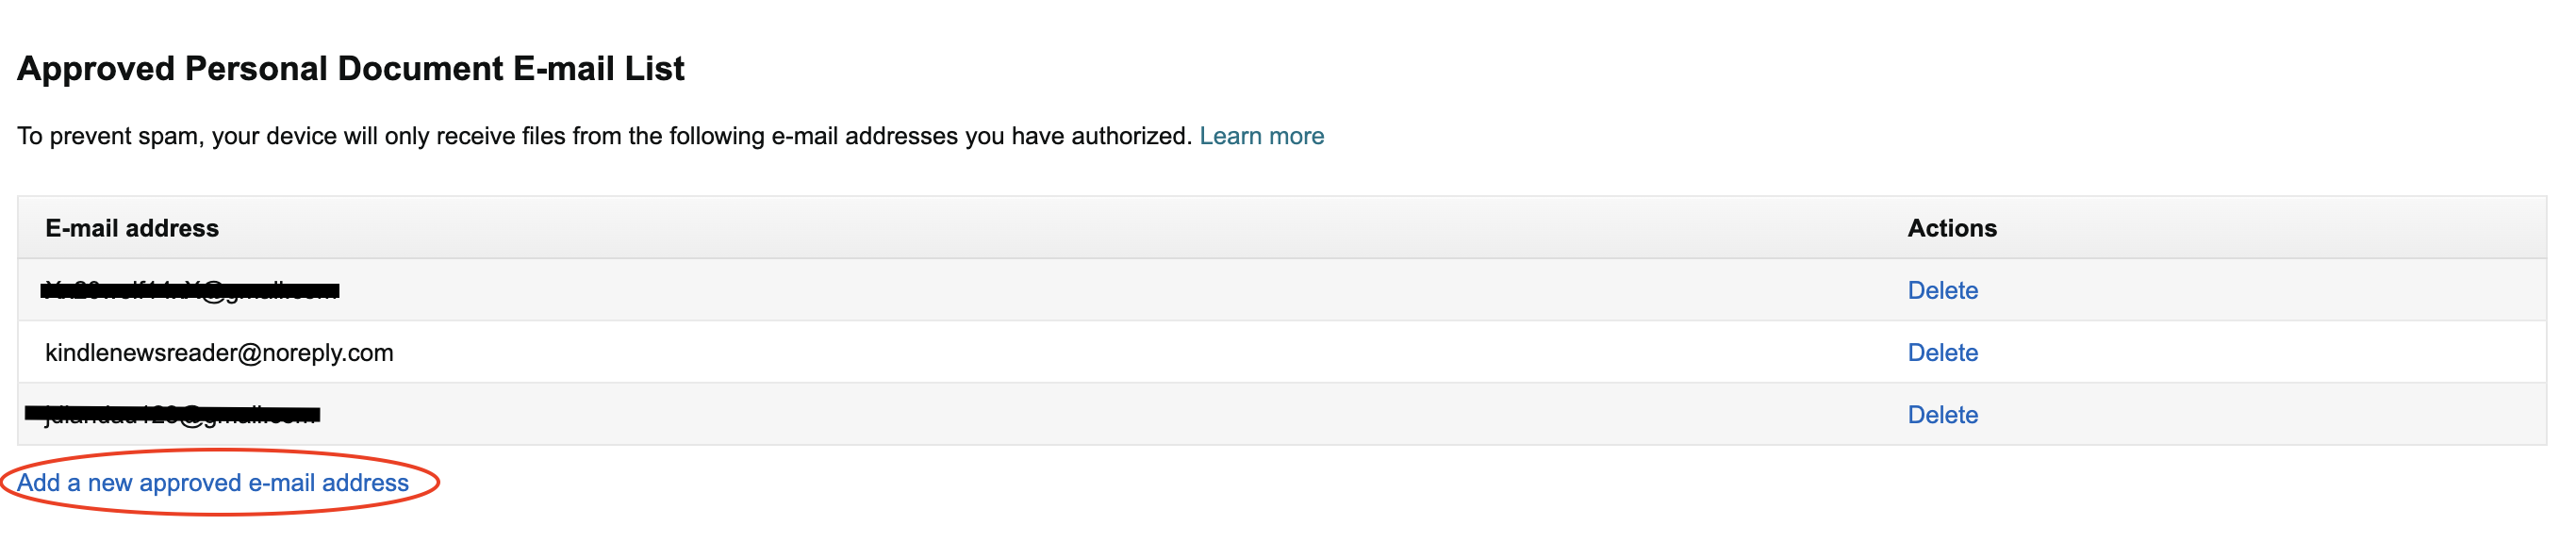 Approved Personal Document E-mail List
To prevent spam, your device will only receive files from the following e-mail addresses you have authorized. Learn more
E-mail address Actions
Delete
kindlenewsreader@noreply.com Delete
Delete
Add a new approved e-mail address